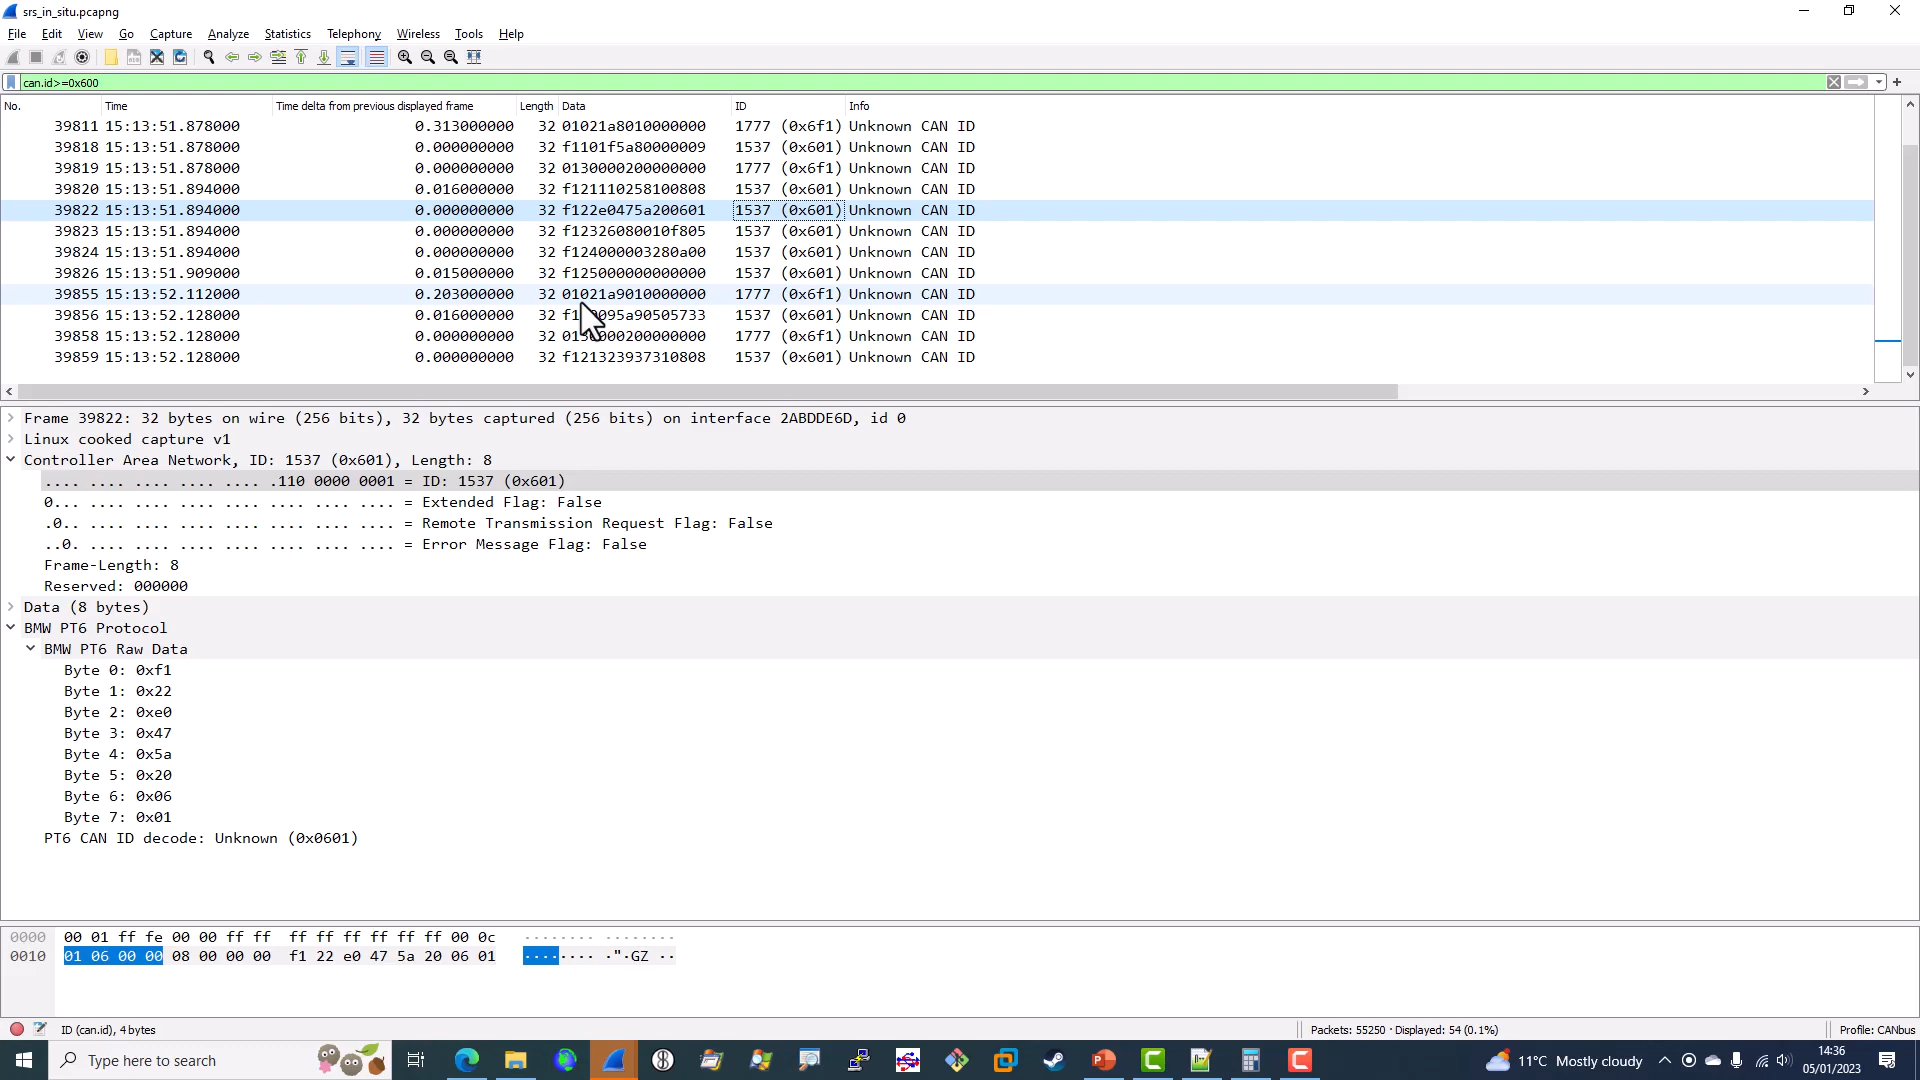 srs_in_situ.pcapng
File Edit View Go Capture Analyze Statistics Telephony Wireless Tools Help
can.id>=0x600
No. Time Time delta from previous displayed frame Length Data ID Info
39811 15:13:51.878000 0.313000000 32 01021a8010000000 1777 (0x6f1) Unknown CAN ID
39818 15:13:51.878000 0.000000000 32 f1101f5a80000009 1537 (0x601) Unknown CAN ID
39819 15:13:51.878000 0.000000000 32 0130000200000000 1777 (0x6f1) Unknown CAN ID
39820 15:13:51.894000 0.016000000 32 f121110258100808 1537 (0x601) Unknown CAN ID
39822 15:13:51.894000 0.000000000 32 f122e0475a200601 1537 (0x601) Unknown CAN ID
39823 15:13:51.894000 0.000000000 32 f12326080010f805 1537 (0x601) Unknown CAN ID
39824 15:13:51.894000 0.000000000 32 f124000003280a00 1537 (0x601) Unknown CAN ID
39826 15:13:51.909000 0.015000000 32 f125000000000000 1537 (0x601) Unknown CAN ID
39855 15:13:52.112000 0.203000000 32 01021a9010000000 1777 (0x6f1) Unknown CAN ID
39856 15:13:52.128000 0.016000000 32 1537 (0x601) Unknown CAN ID
39858 15:13:52.128000 0.000000000 32 1777 (0x6f1) Unknown CAN ID
39859 15:13:52.128000 0.000000000 32 f121323937310808 1537 (0x601) Unknown CAN ID
Frame 39822: 32 bytes on wire (256 bits), 32 bytes captured (256 bits) on interface 2ABDDE6D, id 0
Linux cooked capture v1
Controller Area Network, ID: 1537 (0x601), Length: 8
.... .... .... .... .... .110 0000 0001 = ID: 1537 (0x601)
0... .... .... .... .... .... .... .... = Extended Flag: False
.0.. .... .... .... .... .... .... .... = Remote Transmission Request Flag: False
..0. .... .... .... .... .... .... .... = Error Message Flag: False
Frame-Length: 8
Reserved: 000000
Data (8 bytes)
BMW PT6 Protocol
BMW PT6 Raw Data
Byte 0: 0xf1
Byte 1: 0x22
Byte 2: 0xe0
Byte 3: 0x47
Byte 4: 0x5a
Byte 5: 0x20
Byte 6: 0x06
Byte 7: 0x01
PT6 CAN ID decode: Unknown (0x0601)
0000 00 01 ff fe 00 00 ff ff ff ff ff ff ff ff 00 0c ········ ········
0010 01 06 00 00 08 00 00 00 f1 22 e0 47 5a 20 06 01 ········ ·"·GZ ··
ID (can.id), 4 bytes
Packets: 55250 · Displayed: 54 (0.1%)
Profile: CANbus
Type here to search
11°C Mostly cloudy
14:36
05/01/2023